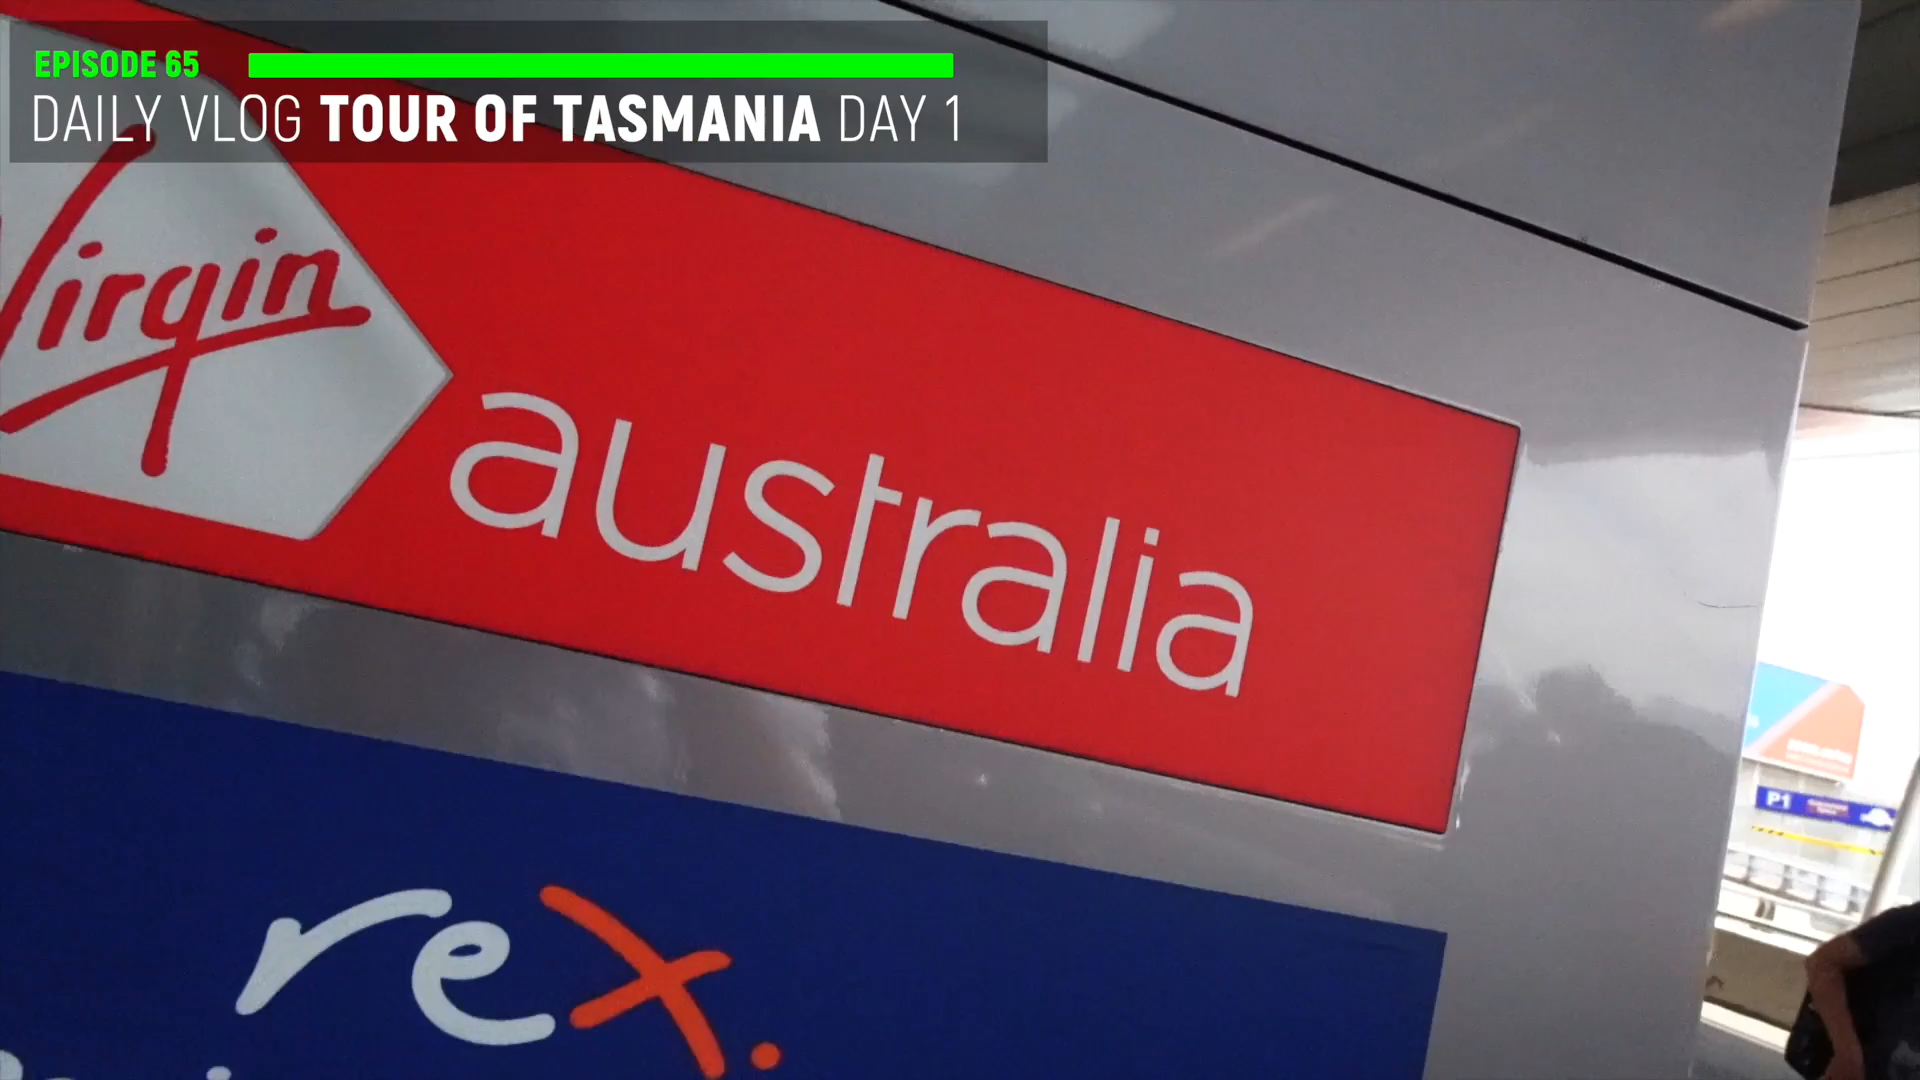 EPISODE 65
DAILY VLOG TOUR OF TASMANIA DAY 1
Virgin
australia
rex.
P1